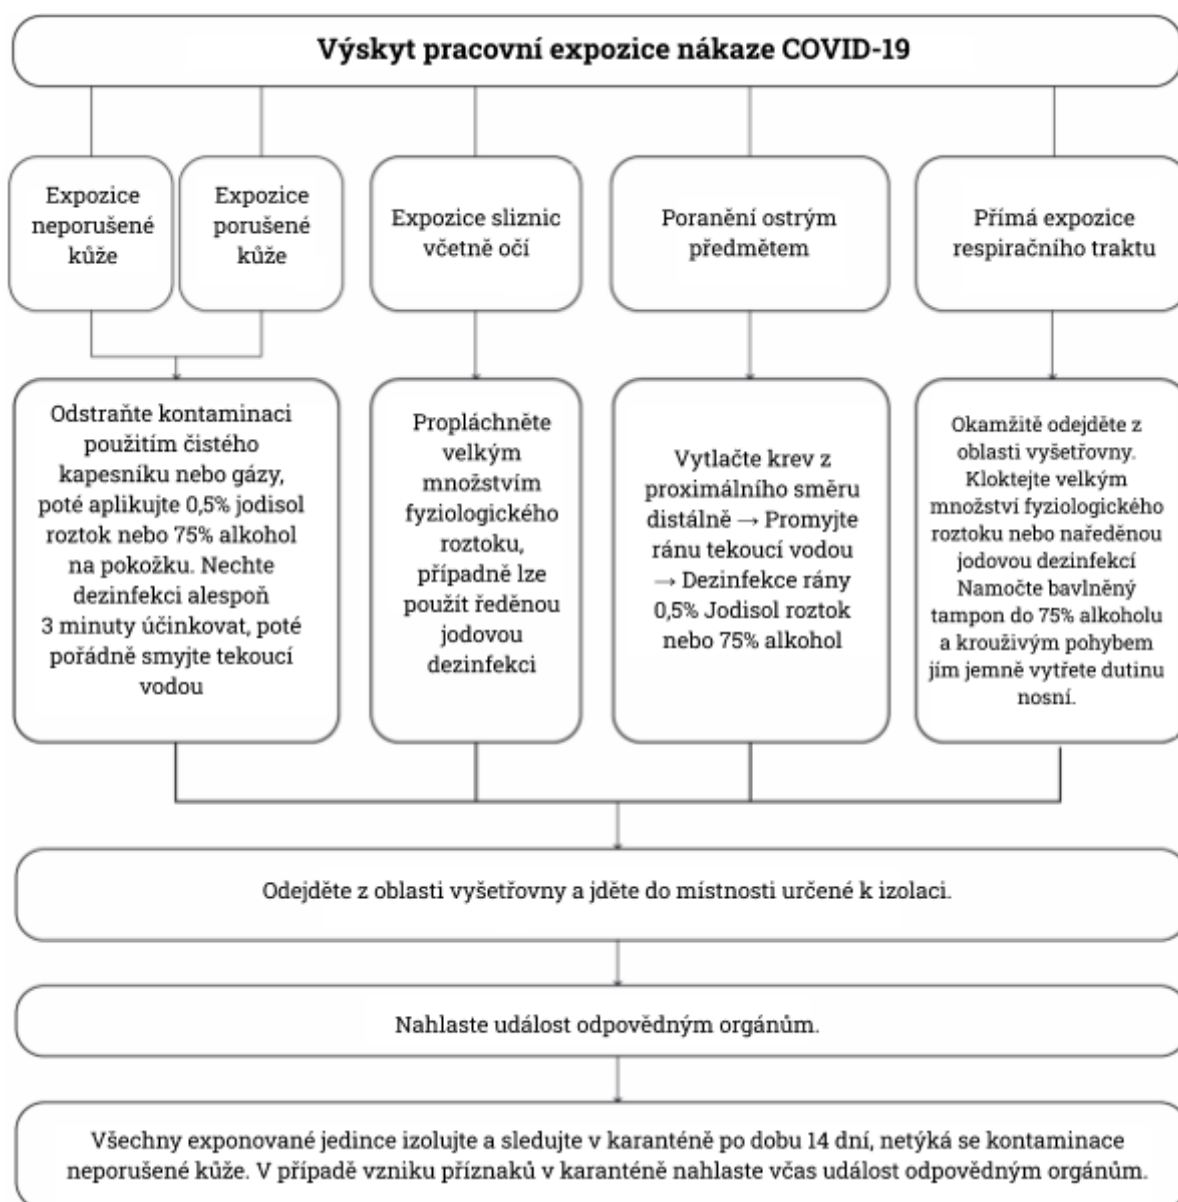 Výskyt pracovní expozice nákaze COVID-19
Expozice
neporušené
kůže
Expozice
porušené
kůže
Expozice sliznic
včetně očí
Poranění ostrým
předmětem
Přímá expozice
respiračního traktu
Odstraňte kontaminaci
použitím čistého
kapesníku nebo gázy,
poté aplikujte 0,5% jodisol
roztok nebo 75% alkohol
na pokožku. Nechte
dezinfekci alespoň
3 minuty účinkovat, poté
pořádně smyjte tekoucí
vodou
Propláchněte
velkým
množstvím
fyziologického
roztoku,
případně lze
použít ředěnou
jodovou
dezinfekci
Vytlačte krev z
proximálního směru
distálně → Promyjte
ránu tekoucí vodou
→ Dezinfekce rány
0,5% Jodisol roztok
nebo 75% alkohol
Okamžitě odejděte z
oblasti vyšetřovny.
Kloktejte velkým
množství fyziologického
roztoku nebo naředěnou
jodovou dezinfekcí
Namočte bavlněný
tampon do 75% alkoholu
a krouživým pohybem
jím jemně vytřete dutinu
nosní.
Odejděte z oblasti vyšetřovny a jděte do místnosti určené k izolaci.
Nahlaste událost odpovědným orgánům.
Všechny exponované jedince izolujte a sledujte v karanténě po dobu 14 dní, netýká se kontaminace
neporušené kůže. V případě vzniku příznaků v karanténě nahlaste včas událost odpovědným orgánům.